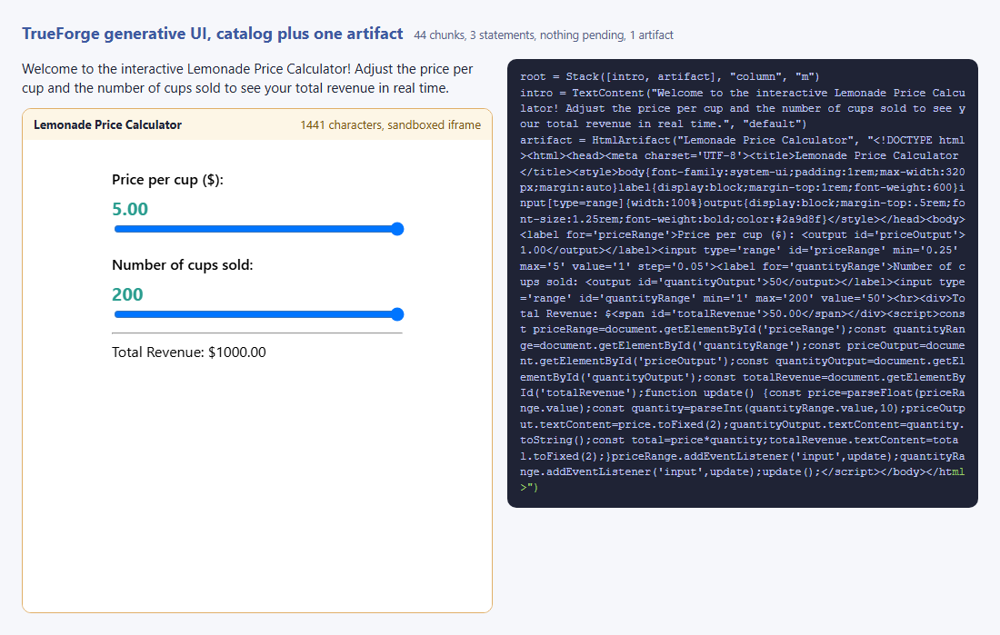 TrueForge generative UI, catalog plus one artifact 44 chunks, 3 statements, nothing pending, 1 artifact
Welcome to the interactive Lemonade Price Calculator! Adjust the price per
cup and the number of cups sold to see your total revenue in real time.
Lemonade Price Calculator 1441 characters, sandboxed iframe
Price per cup ($):
5.00
Number of cups sold:
200
Total Revenue: $1000.00
root = Stack([intro, artifact], "column", "m")
intro = TextContent("Welcome to the interactive Lemonade Price Calcu
lator! Adjust the price per cup and the number of cups sold to see y
our total revenue in real time.", "default")
artifact = HtmlArtifact("Lemonade Price Calculator", "<!DOCTYPE html
><html><head><meta charset='UTF-8'><title>Lemonade Price Calculator
</title><style>body{font-family:system-ui;padding:1rem;max-width:320
px;margin:auto}label{display:block;margin-top:1rem;font-weight:600}i
nput[type=range]{width:100%}output{display:block;margin-top:.5rem;fo
nt-size:1.25rem;font-weight:bold;color:#2a9d8f}</style></head><body>
<label for='priceRange'>Price per cup ($): <output id='priceOutput'>
1.00</output></label><input type='range' id='priceRange' min='0.25'
max='5' value='1' step='0.05'><label for='quantityRange'>Number of c
ups sold: <output id='quantityOutput'>50</output></label><input type
='range' id='quantityRange' min='1' max='200' value='50'><hr><div>To
tal Revenue: $<span id='totalRevenue'>50.00</span></div><script>cons
t priceRange=document.getElementById('priceRange');const quantityRan
ge=document.getElementById('quantityRange');const priceOutput=docume
nt.getElementById('priceOutput');const quantityOutput=document.getEl
ementById('quantityOutput');const totalRevenue=document.getElementBy
Id('totalRevenue');function update() {const price=parseFloat(priceRa
nge.value);const quantity=parseInt(quantityRange.value,10);priceOutp
ut.textContent=price.toFixed(2);quantityOutput.textContent=quantity.
toString();const total=price*quantity;totalRevenue.textContent=tota
l.toFixed(2);}priceRange.addEventListener('input',update);quantityRa
nge.addEventListener('input',update);update();</script></body></html
>")